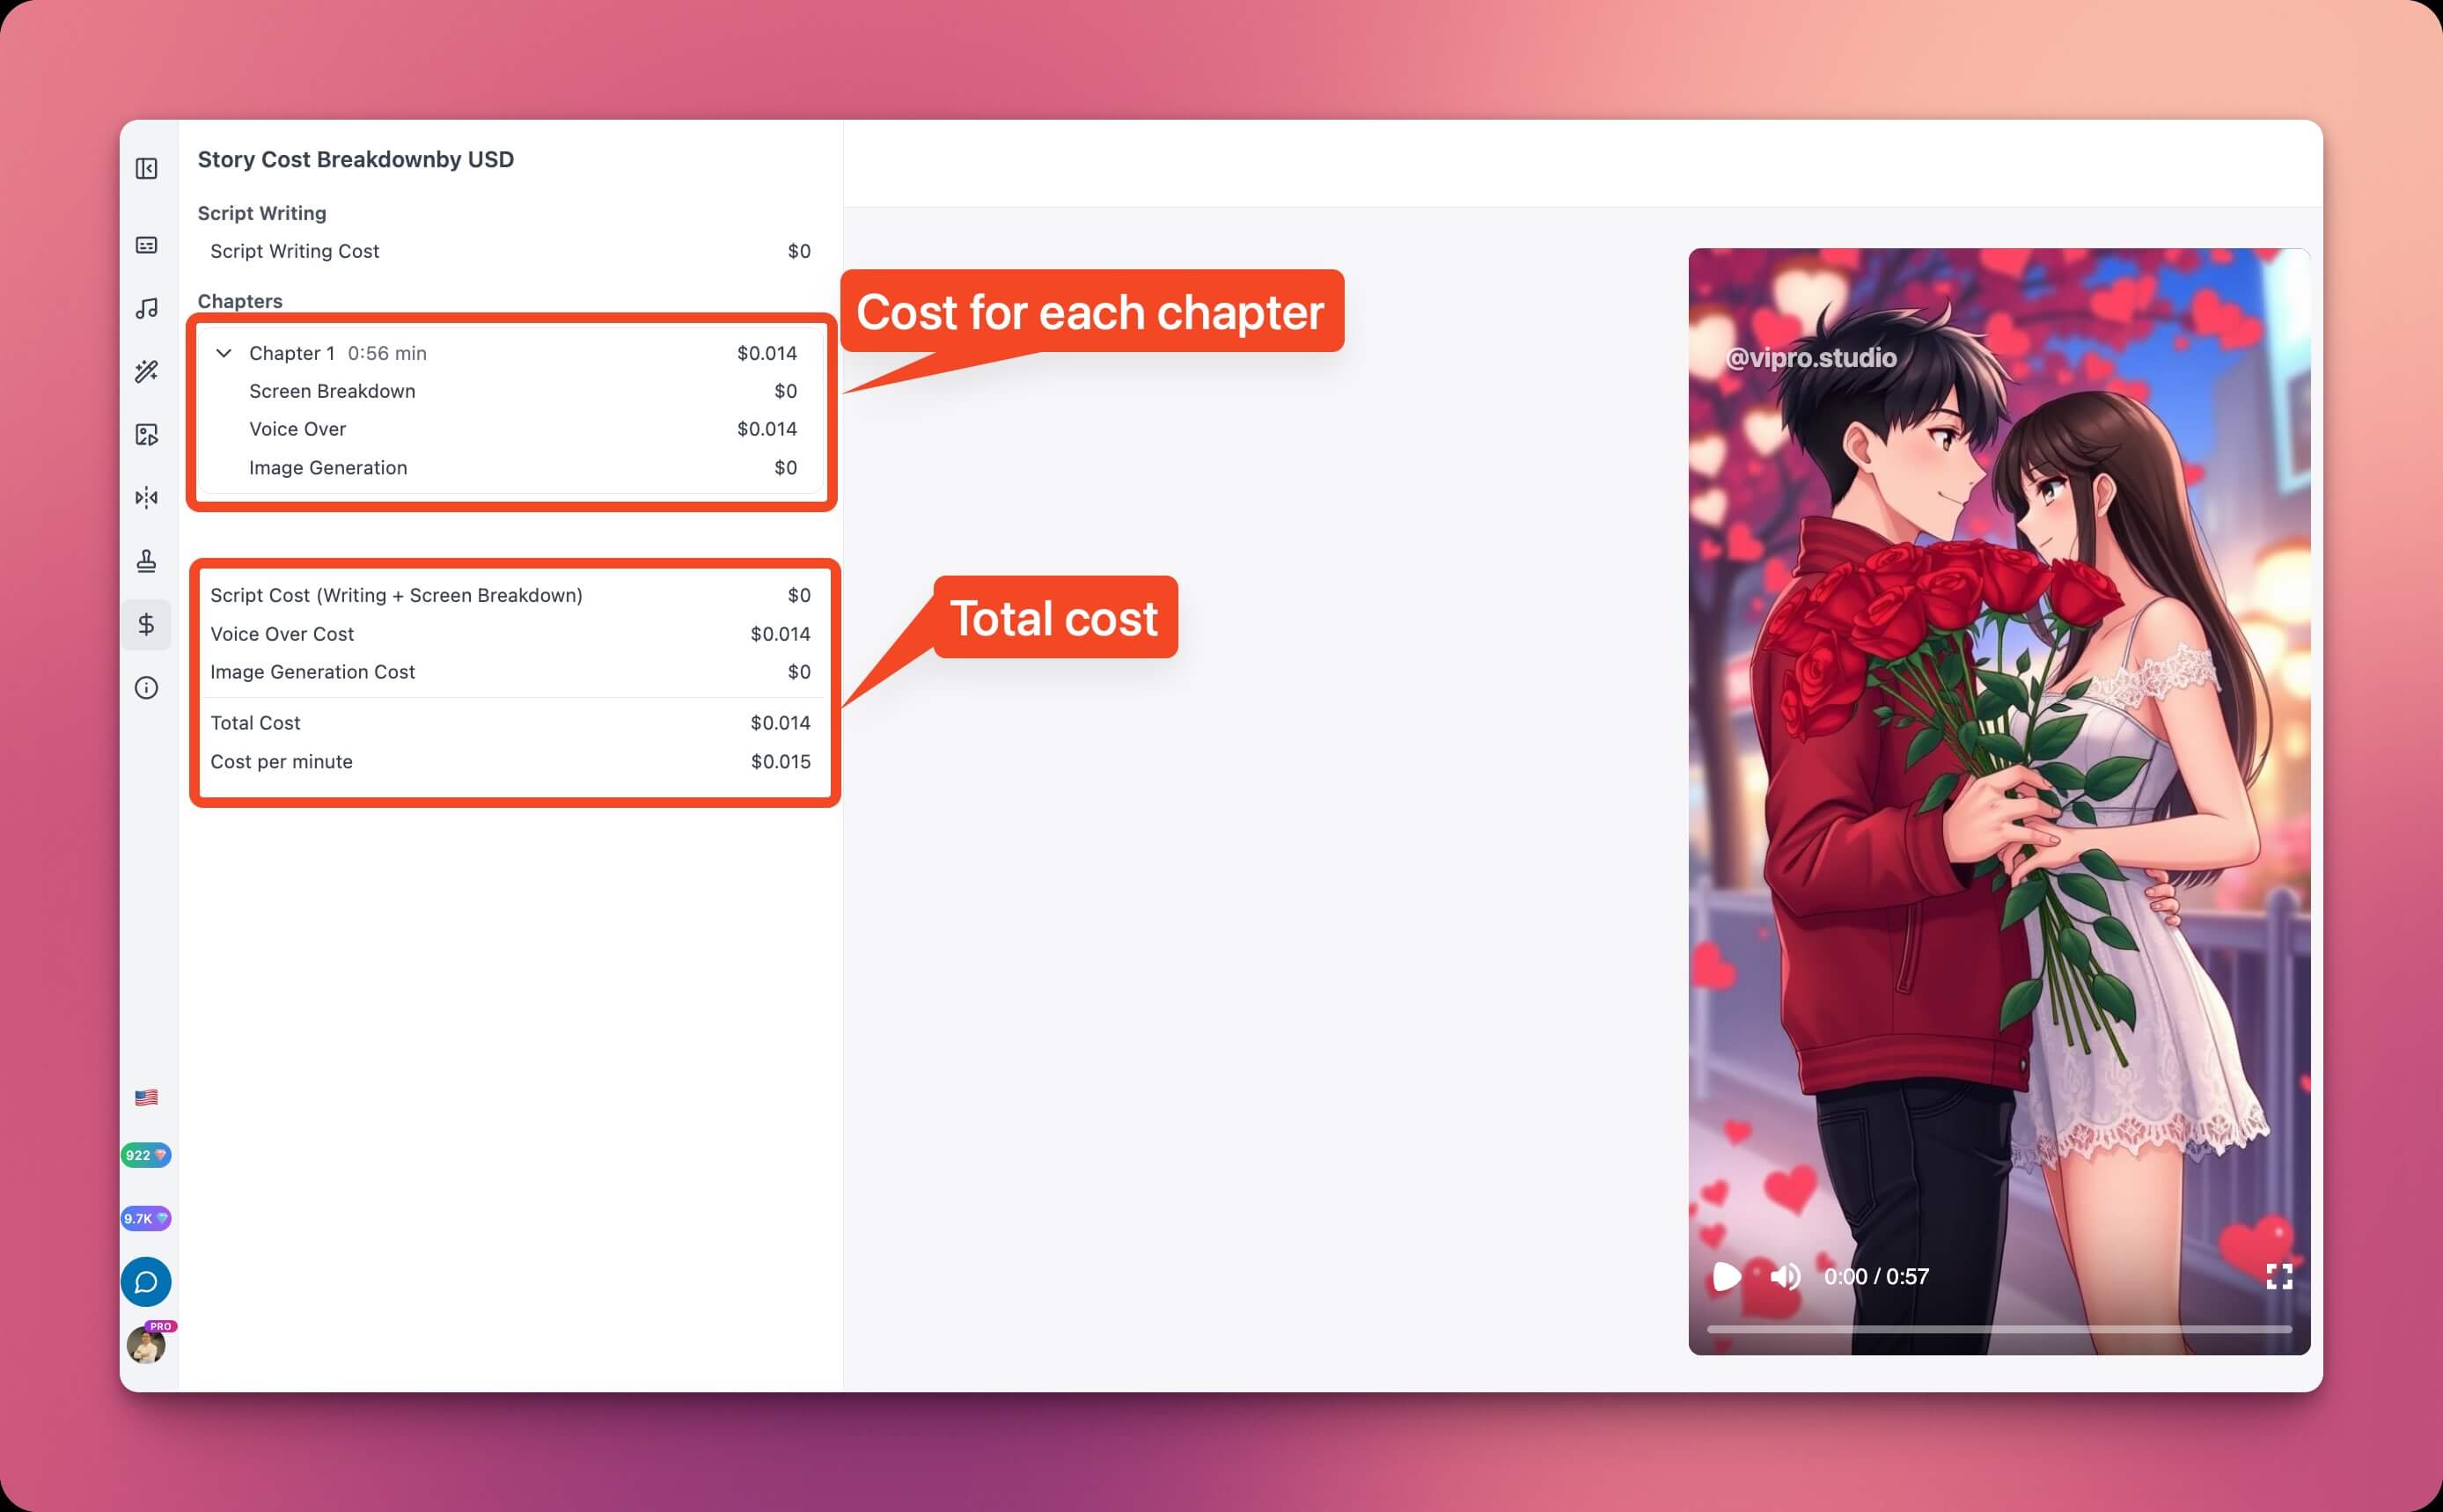 Story Cost Breakdownby USD
Script Writing
Script Writing Cost $0
Chapters
Chapter 1 0:56 min $0.014
Screen Breakdown $0
Voice Over $0.014
Image Generation $0
Cost for each chapter
Script Cost (Writing + Screen Breakdown) $0
Voice Over Cost $0.014
Image Generation Cost $0
Total Cost $0.014
Cost per minute $0.015
Total cost
922
9.7K
PRO
@vipro.studio
0:00 / 0:57